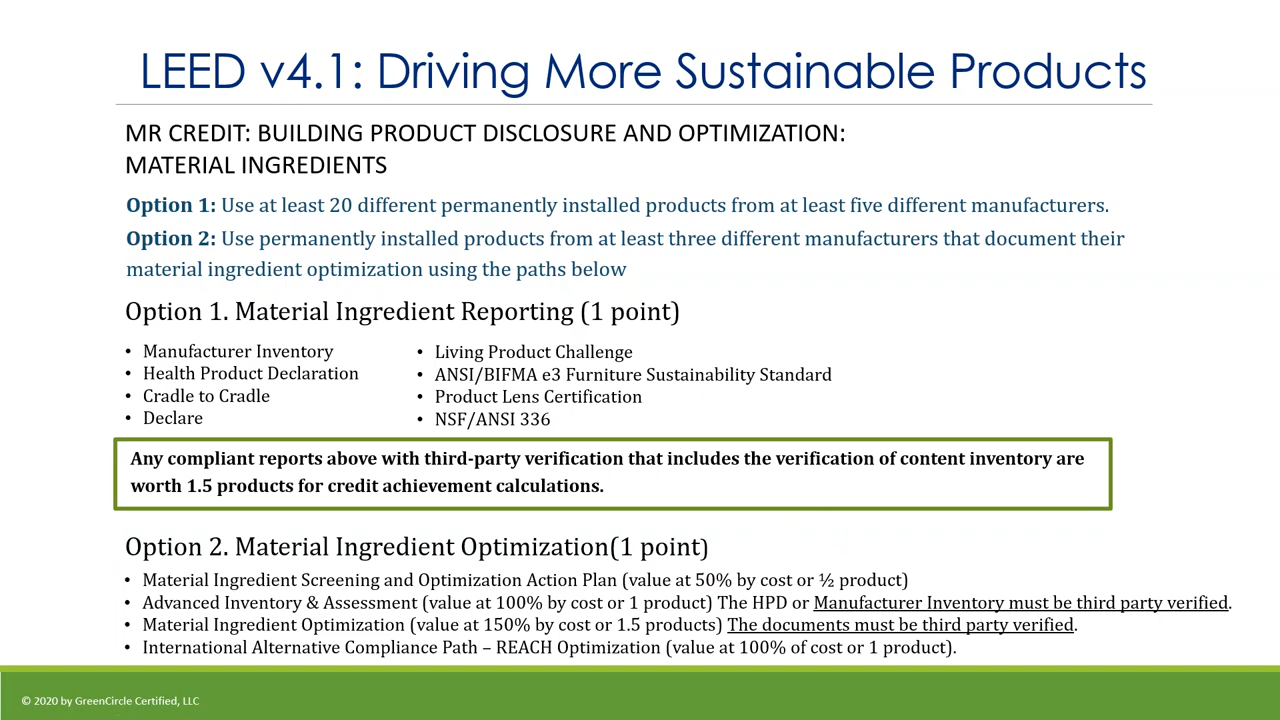 LEED v4.1: Driving More Sustainable Products
MR CREDIT: BUILDING PRODUCT DISCLOSURE AND OPTIMIZATION:
MATERIAL INGREDIENTS
Option 1: Use at least 20 different permanently installed products from at least five different manufacturers.
Option 2: Use permanently installed products from at least three different manufacturers that document their
material ingredient optimization using the paths below
Option 1. Material Ingredient Reporting (1 point)
• Manufacturer Inventory
• Health Product Declaration
• Cradle to Cradle
• Declare
• Living Product Challenge
• ANSI/BIFMA e3 Furniture Sustainability Standard
• Product Lens Certification
• NSF/ANSI 336
Any compliant reports above with third-party verification that includes the verification of content inventory are
worth 1.5 products for credit achievement calculations.
Option 2. Material Ingredient Optimization(1 point)
• Material Ingredient Screening and Optimization Action Plan (value at 50% by cost or ½ product)
• Advanced Inventory & Assessment (value at 100% by cost or 1 product) The HPD or Manufacturer Inventory must be third party verified.
• Material Ingredient Optimization (value at 150% by cost or 1.5 products) The documents must be third party verified.
• International Alternative Compliance Path – REACH Optimization (value at 100% of cost or 1 product).
© 2020 by GreenCircle Certified, LLC